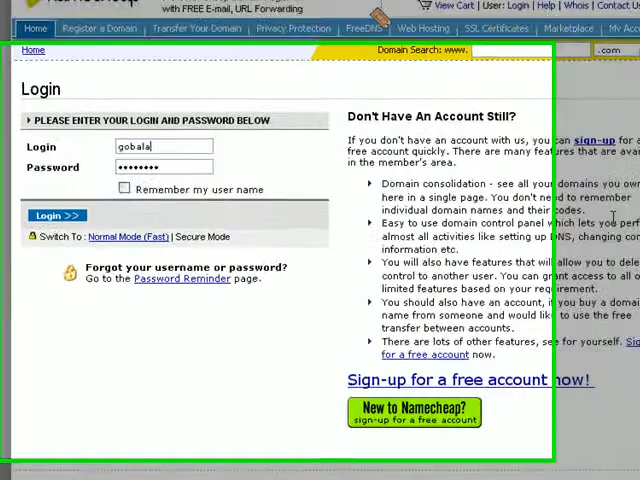 with FREE E-mail, URL Forwarding
View Cart | User: Login | Help | Whois | Contact Us
Home Register a Domain Transfer Your Domain Privacy Protection FreeDNS Web Hosting SSL Certificates Marketplace My Acco
Home Domain Search: www. .com
Login
PLEASE ENTER YOUR LOGIN AND PASSWORD BELOW
Login gobala
Password ••••••••
Remember my user name
Login >>
Switch To : Normal Mode (Fast) | Secure Mode
Forgot your username or password?
Go to the Password Reminder page.
Don't Have An Account Still?
If you don't have an account with us, you can sign-up for a
free account quickly. There are many features that are avai
in the member's area.
Domain consolidation - see all your domains you own
here in a single page. You don't need to remember
individual domain names and their codes.
Easy to use domain control panel which lets you perf
almost all activities like setting up DNS, changing con
information etc.
You will also have features that will allow you to dele
control to another user. You can grant access to all o
limited features based on your requirement.
You should also have an account, if you buy a domai
name from someone and would like to use the free
transfer between accounts.
There are lots of other features, see for yourself. Sig
for a free account now.
Sign-up for a free account now!
New to Namecheap?
sign-up for a free account